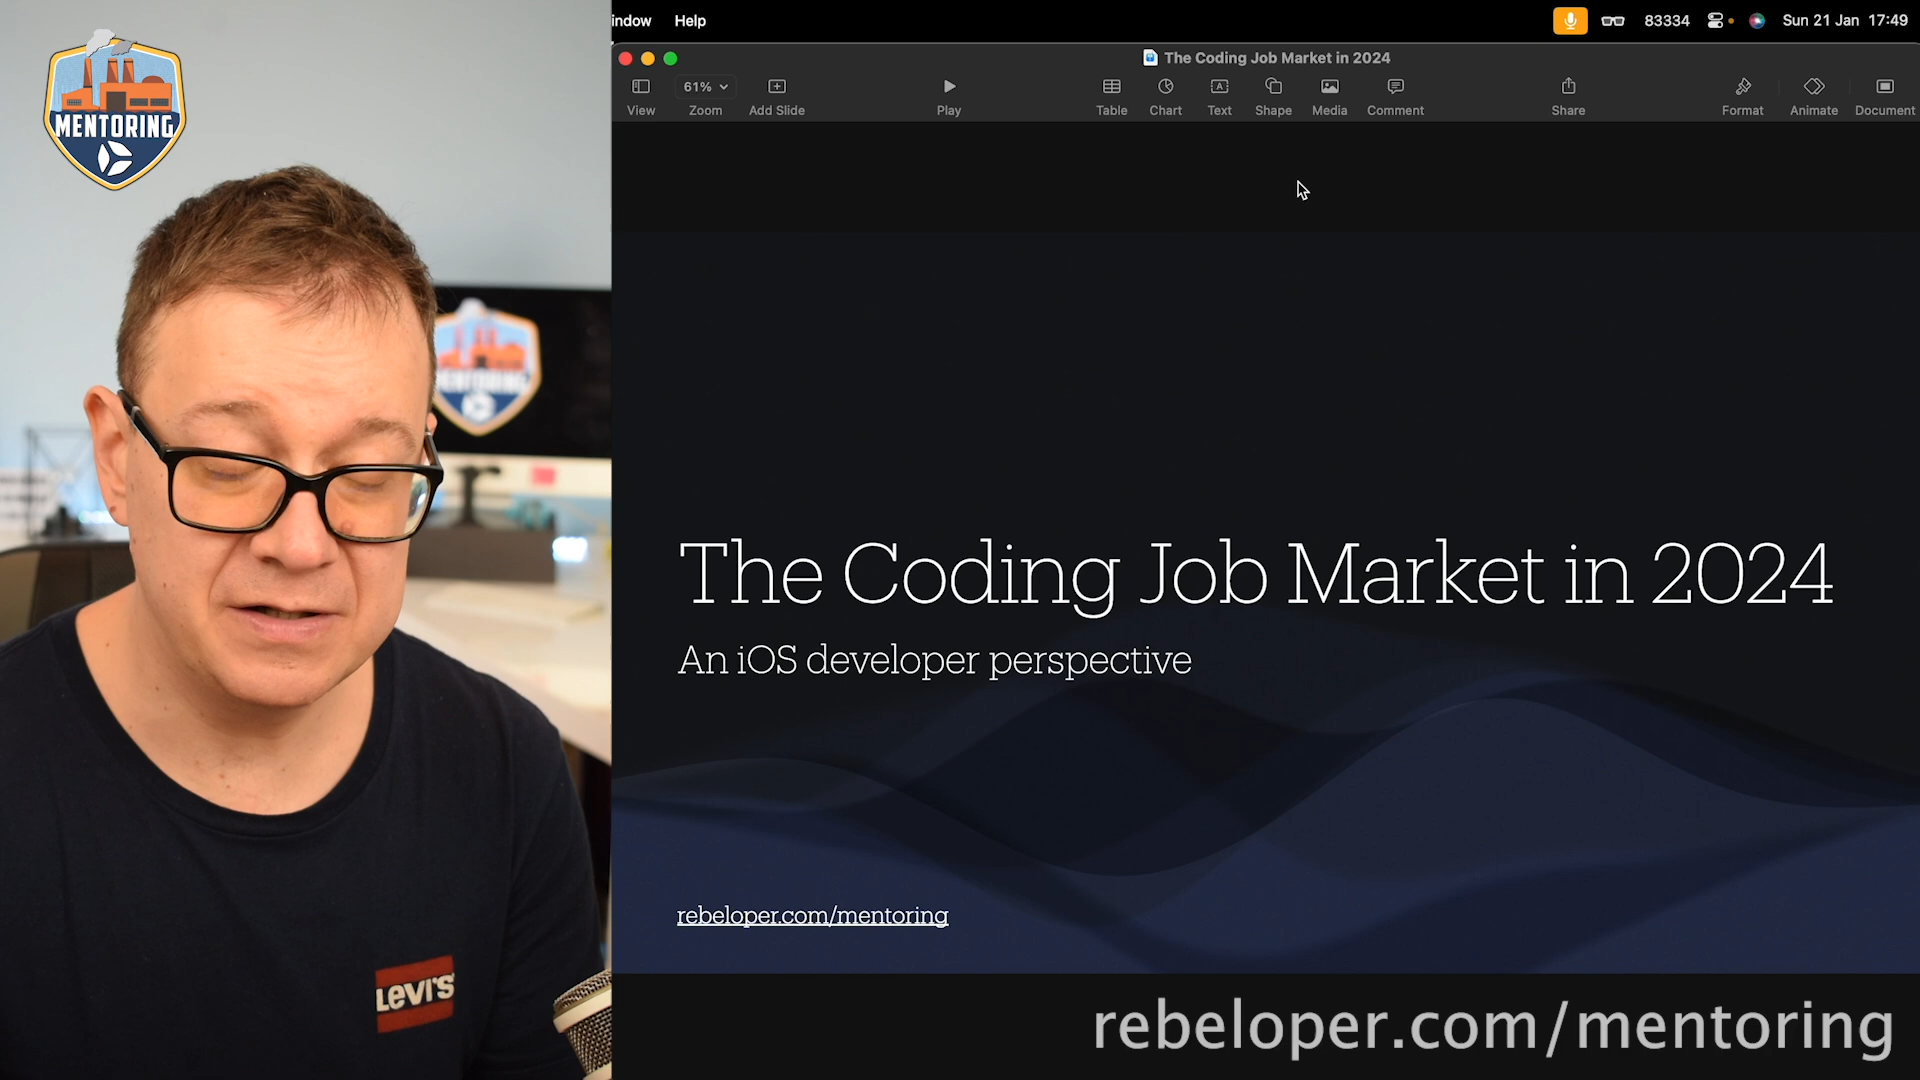 indow Help 83334 Sun 21 Jan 17:49
The Coding Job Market in 2024
61%
View Zoom Add Slide Play Table Chart Text Shape Media Comment Share Format Animate Document
MENTORING
MENTORING
The Coding Job Market in 2024
An iOS developer perspective
rebeloper.com/mentoring
LEVI'S
rebeloper.com/mentoring